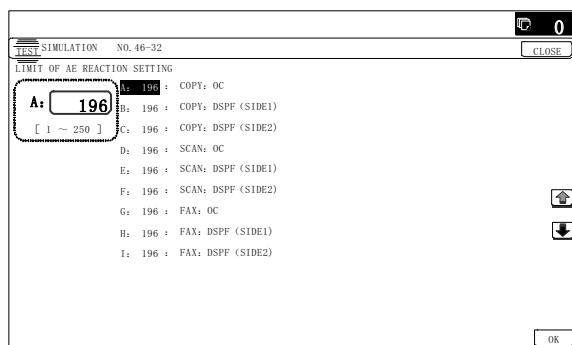 0
TEST SIMULATION NO.46-32
CLOSE
LIMIT OF AE REACTION SETTING
A: 196
[ 1 ~ 250 ]
A: 196 : COPY: OC
B: 196 : COPY: DSPF (SIDE1)
C: 196 : COPY: DSPF (SIDE2)
D: 196 : SCAN: OC
E: 196 : SCAN: DSPF (SIDE1)
F: 196 : SCAN: DSPF (SIDE2)
G: 196 : FAX: OC
H: 196 : FAX: DSPF (SIDE1)
I: 196 : FAX: DSPF (SIDE2)
OK